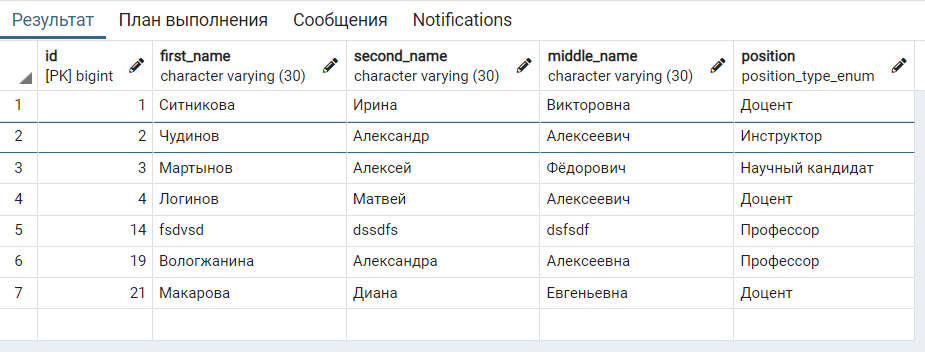 Результат План выполнения Сообщения Notifications
id first_name second_name middle_name position
[PK] bigint character varying (30) character varying (30) character varying (30) position_type_enum
1 1 Ситникова Ирина Викторовна Доцент
2 2 Чудинов Александр Алексеевич Инструктор
3 3 Мартынов Алексей Фёдорович Научный кандидат
4 4 Логинов Матвей Алексеевич Доцент
5 14 fsdvsd dssdfs dsfsdf Профессор
6 19 Вологжанина Александра Алексеевна Профессор
7 21 Макарова Диана Евгеньевна Доцент